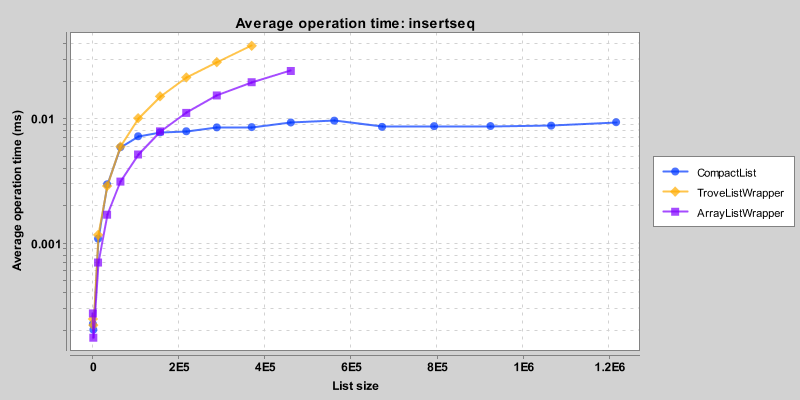 Average operation time: insertseq
Average operation time (ms)
0.01
0.001
0
2E5
4E5
6E5
8E5
1E6
1.2E6
List size
CompactList
TroveListWrapper
ArrayListWrapper